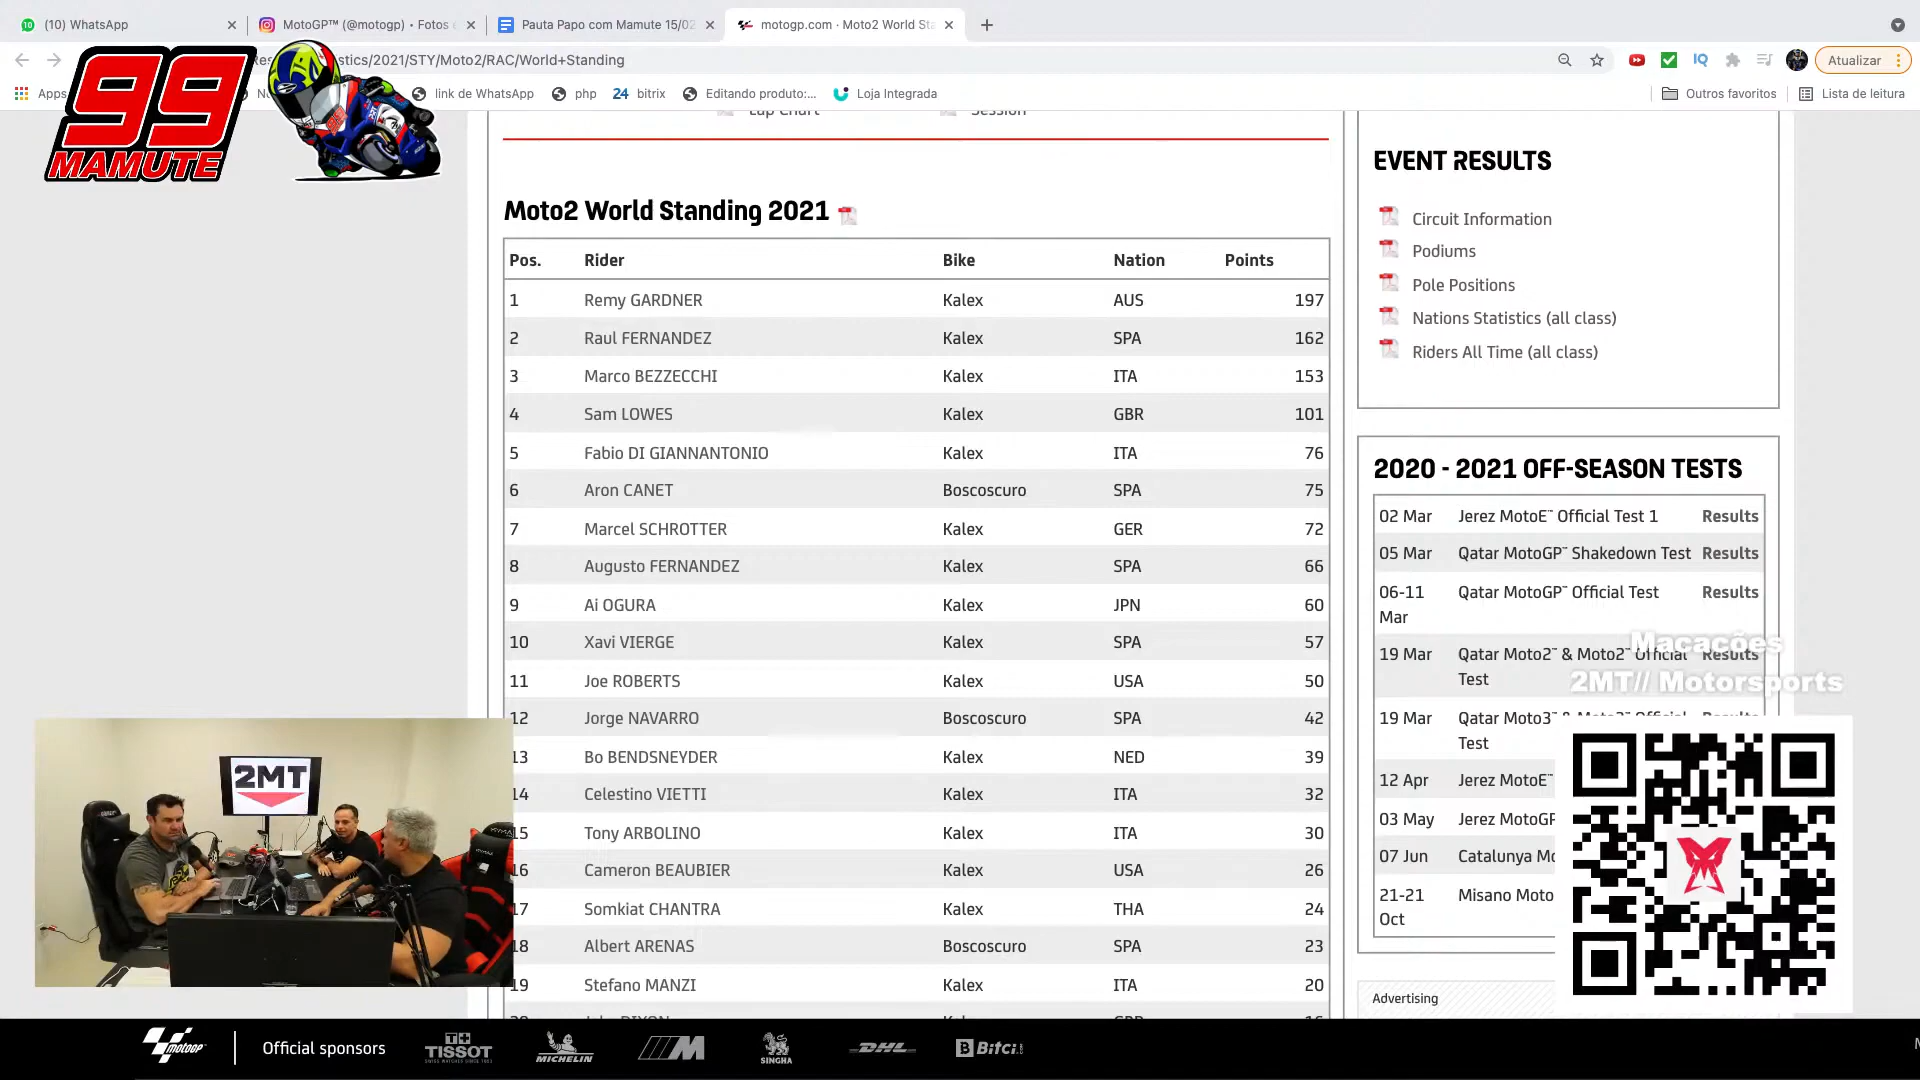 (10) WhatsApp
MotoGP™ (@motogp) • Fotos e
Pauta Papo com Mamute 15/02
motogp.com · Moto2 World Sta
stics/2021/STY/Moto2/RAC/World+Standing
Atualizar
Apps
link de WhatsApp
php
24 bitrix
Editando produto:...
Loja Integrada
Outros favoritos
Lista de leitura
99
MAMUTE
Lap Chart
Session
Moto2 World Standing 2021
Pos. Rider Bike Nation Points
1 Remy GARDNER Kalex AUS 197
2 Raul FERNANDEZ Kalex SPA 162
3 Marco BEZZECCHI Kalex ITA 153
4 Sam LOWES Kalex GBR 101
5 Fabio DI GIANNANTONIO Kalex ITA 76
6 Aron CANET Boscoscuro SPA 75
7 Marcel SCHROTTER Kalex GER 72
8 Augusto FERNANDEZ Kalex SPA 66
9 Ai OGURA Kalex JPN 60
10 Xavi VIERGE Kalex SPA 57
11 Joe ROBERTS Kalex USA 50
12 Jorge NAVARRO Boscoscuro SPA 42
13 Bo BENDSNEYDER Kalex NED 39
14 Celestino VIETTI Kalex ITA 32
15 Tony ARBOLINO Kalex ITA 30
16 Cameron BEAUBIER Kalex USA 26
17 Somkiat CHANTRA Kalex THA 24
18 Albert ARENAS Boscoscuro SPA 23
19 Stefano MANZI Kalex ITA 20
EVENT RESULTS
Circuit Information
Podiums
Pole Positions
Nations Statistics (all class)
Riders All Time (all class)
2020 - 2021 OFF-SEASON TESTS
02 Mar Jerez MotoE™ Official Test 1 Results
05 Mar Qatar MotoGP™ Shakedown Test Results
06-11 Mar Qatar MotoGP™ Official Test Results
19 Mar Qatar Moto2™ & Moto2™ Official Test Results
Macacões
2MT// Motorsports
19 Mar Qatar Moto3™ & Moto3™ Official Test Results
12 Apr Jerez MotoE™
03 May Jerez MotoGP
07 Jun Catalunya Mo
21-21 Oct Misano Moto
Advertising
2MT
MotoGP
Official sponsors
TISSOT
MICHELIN
M
SINGHA
DHL
Bitci